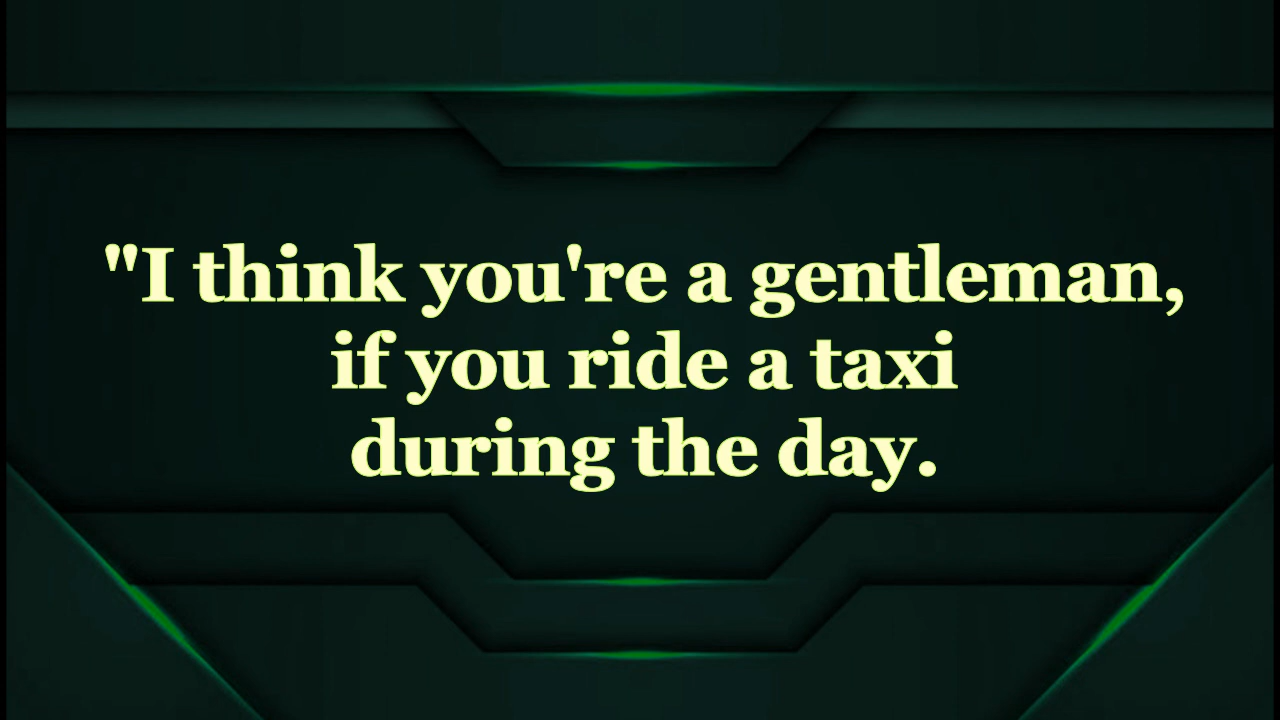 "I think you're a gentleman,
if you ride a taxi
during the day.